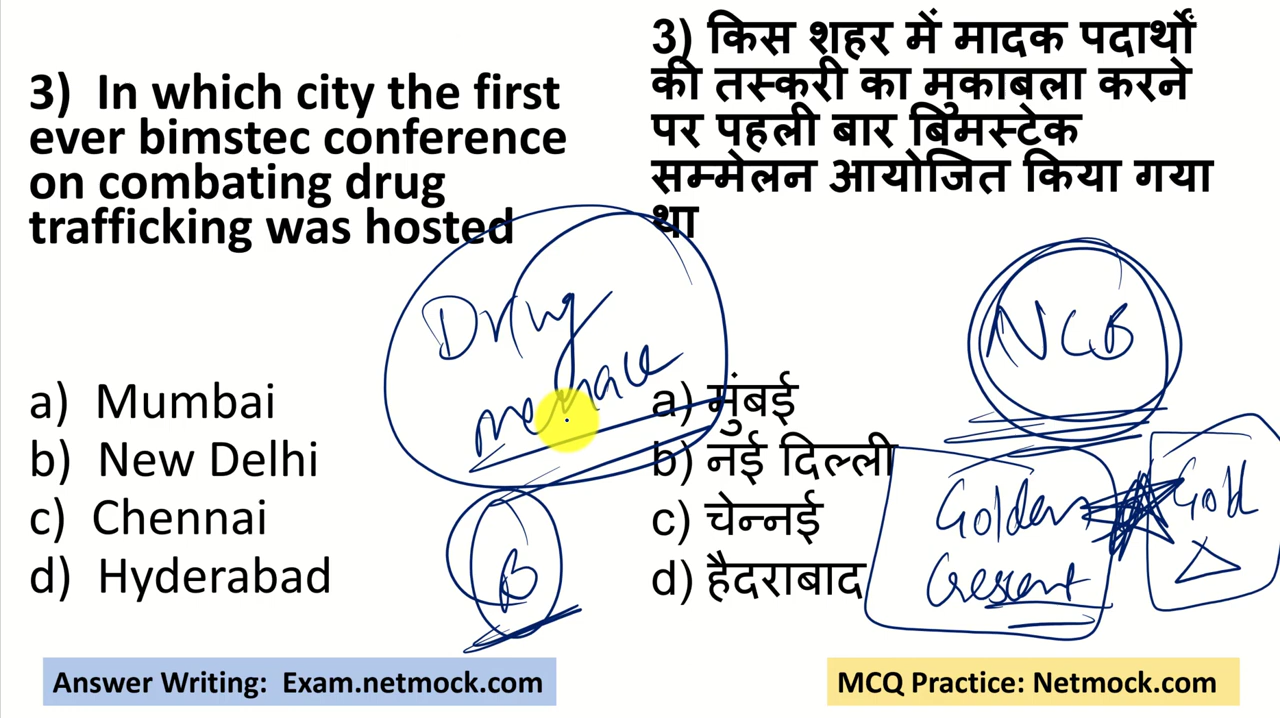 3) In which city the first
ever bimstec conference
on combating drug
trafficking was hosted
a) Mumbai
b) New Delhi
c) Chennai
d) Hyderabad
3) किस शहर में मादक पदार्थों
की तस्करी का मुकाबला करने
पर पहली बार बिमस्टेक
सम्मेलन आयोजित किया गया
था
a) मुंबई
b) नई दिल्ली
c) चेन्नई
d) हैदराबाद
Drug
menace
B
NCB
Golden
Crescent
Gold
Answer Writing: Exam.netmock.com
MCQ Practice: Netmock.com